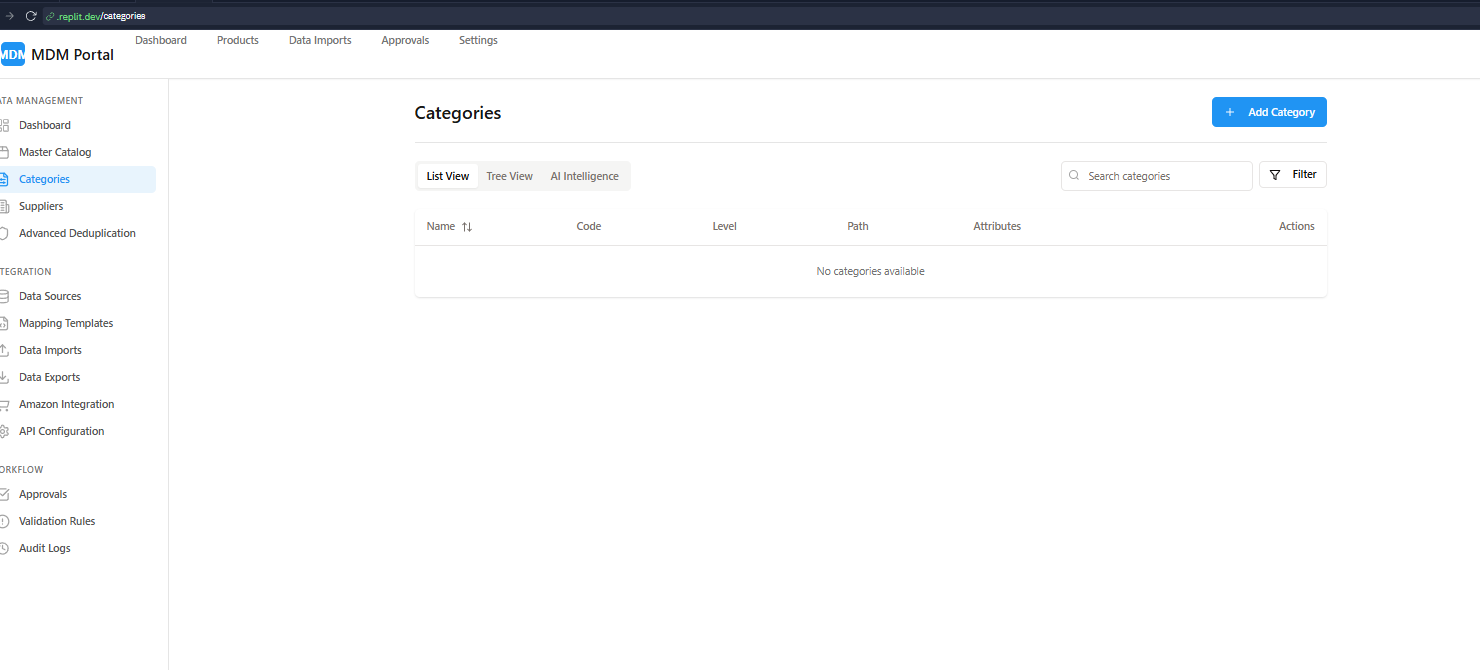 .replit.dev/categories
MDM MDM Portal
Dashboard Products Data Imports Approvals Settings
ATA MANAGEMENT
Dashboard
Master Catalog
Categories
Suppliers
Advanced Deduplication
TEGRATION
Data Sources
Mapping Templates
Data Imports
Data Exports
Amazon Integration
API Configuration
ORKFLOW
Approvals
Validation Rules
Audit Logs
Categories
+ Add Category
List View Tree View AI Intelligence
Search categories
Filter
Name Code Level Path Attributes Actions
No categories available